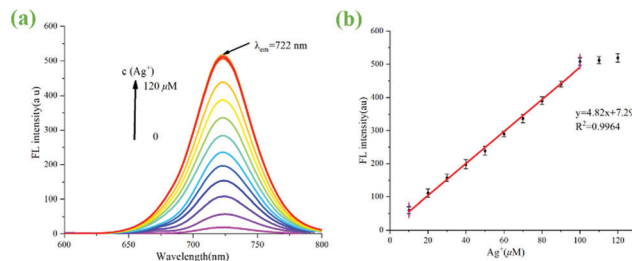 (a)
600
500
400
300
200
100
0
FL intensity(a u)
c (Ag⁺)
120 μM
0
λem=722 nm
600 650 700 750 800
Wavelength(nm)
(b)
600
500
400
300
200
100
0
FL intensity(au)
y=4.82x+7.29
R²=0.9964
20 40 60 80 100 120
Ag⁺(μM)